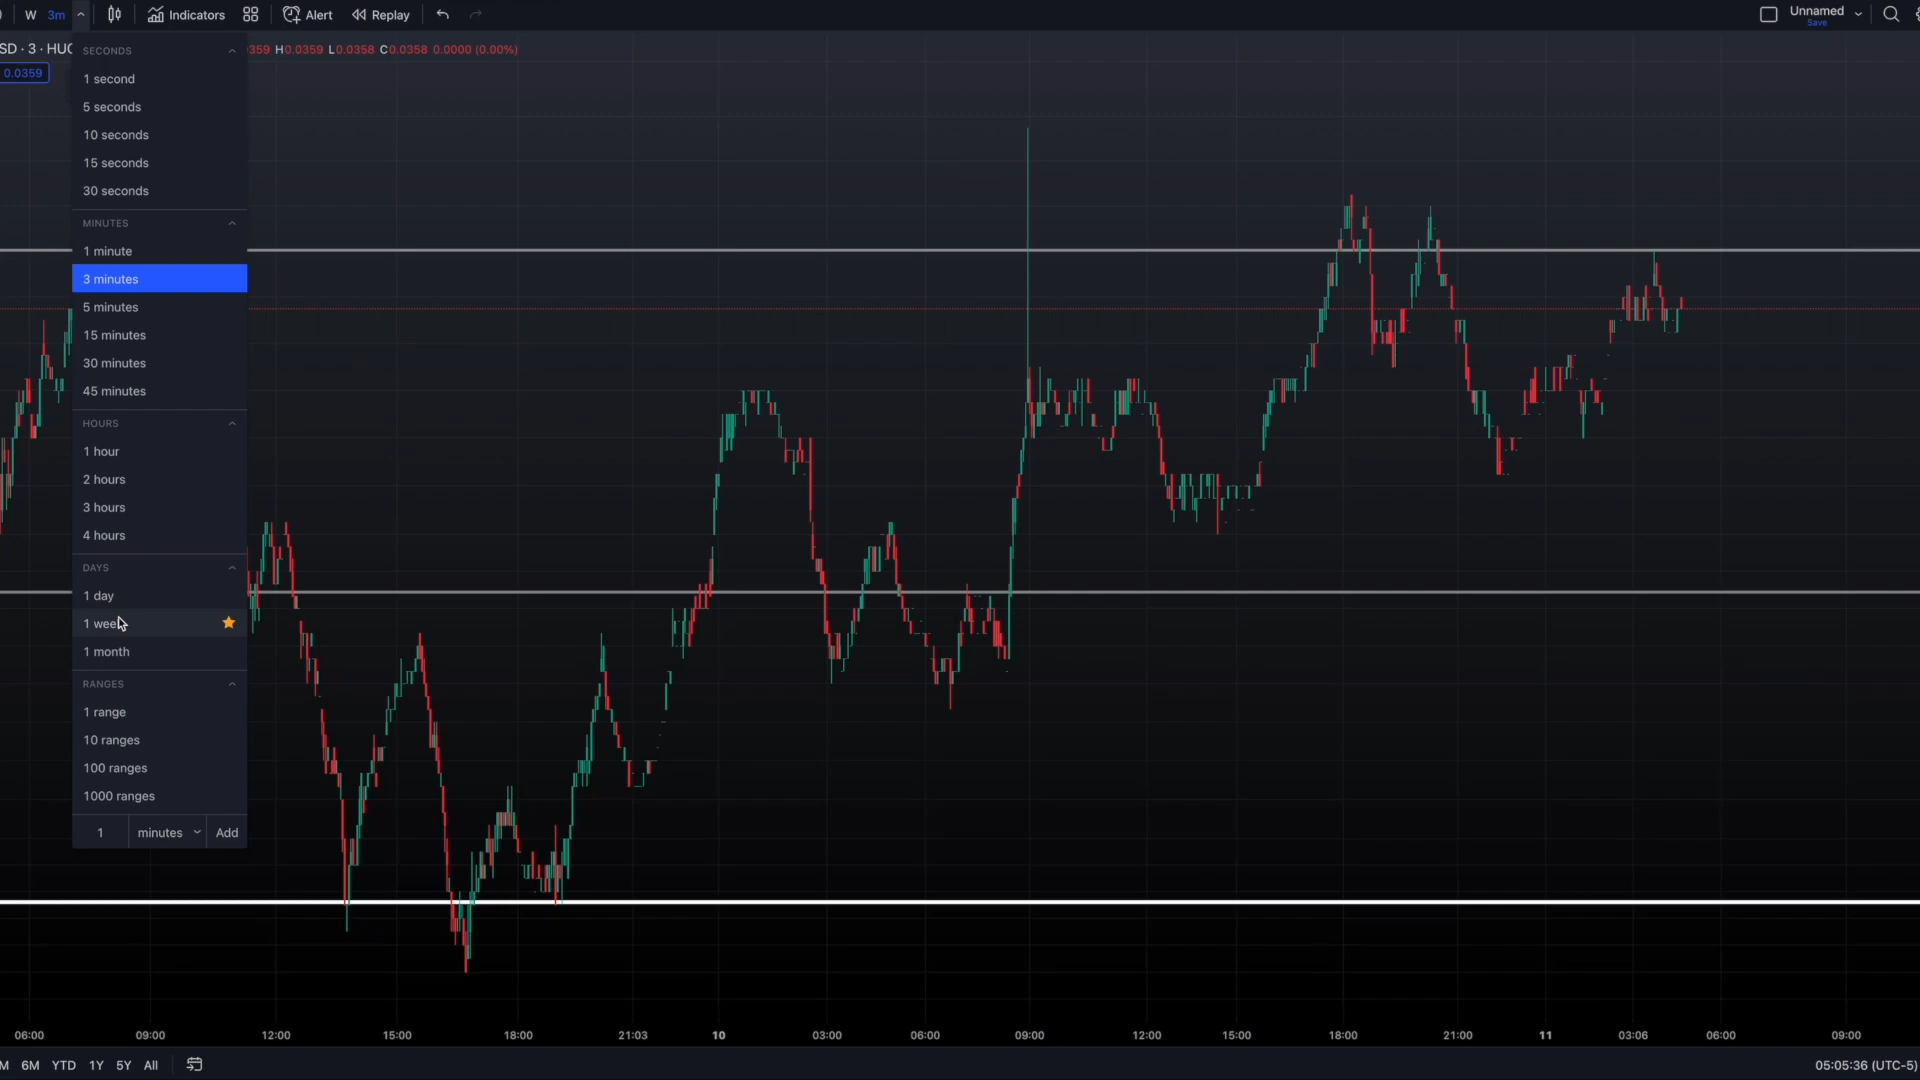 W 3m Indicators Alert Replay Unnamed
Save
SD · 3 · HUO 359 H0.0359 L0.0358 C0.0358 0.0000 (0.00%)
0.0359
SECONDS
1 second
5 seconds
10 seconds
15 seconds
30 seconds
MINUTES
1 minute
3 minutes
5 minutes
15 minutes
30 minutes
45 minutes
HOURS
1 hour
2 hours
3 hours
4 hours
DAYS
1 day
1 week
1 month
RANGES
1 range
10 ranges
100 ranges
1000 ranges
1 minutes Add
06:00 09:00 12:00 15:00 18:00 21:03 10 03:00 06:00 09:00 12:00 15:00 18:00 21:00 11 03:06 06:00 09:00
M 6M YTD 1Y 5Y All 05:05:36 (UTC-5)